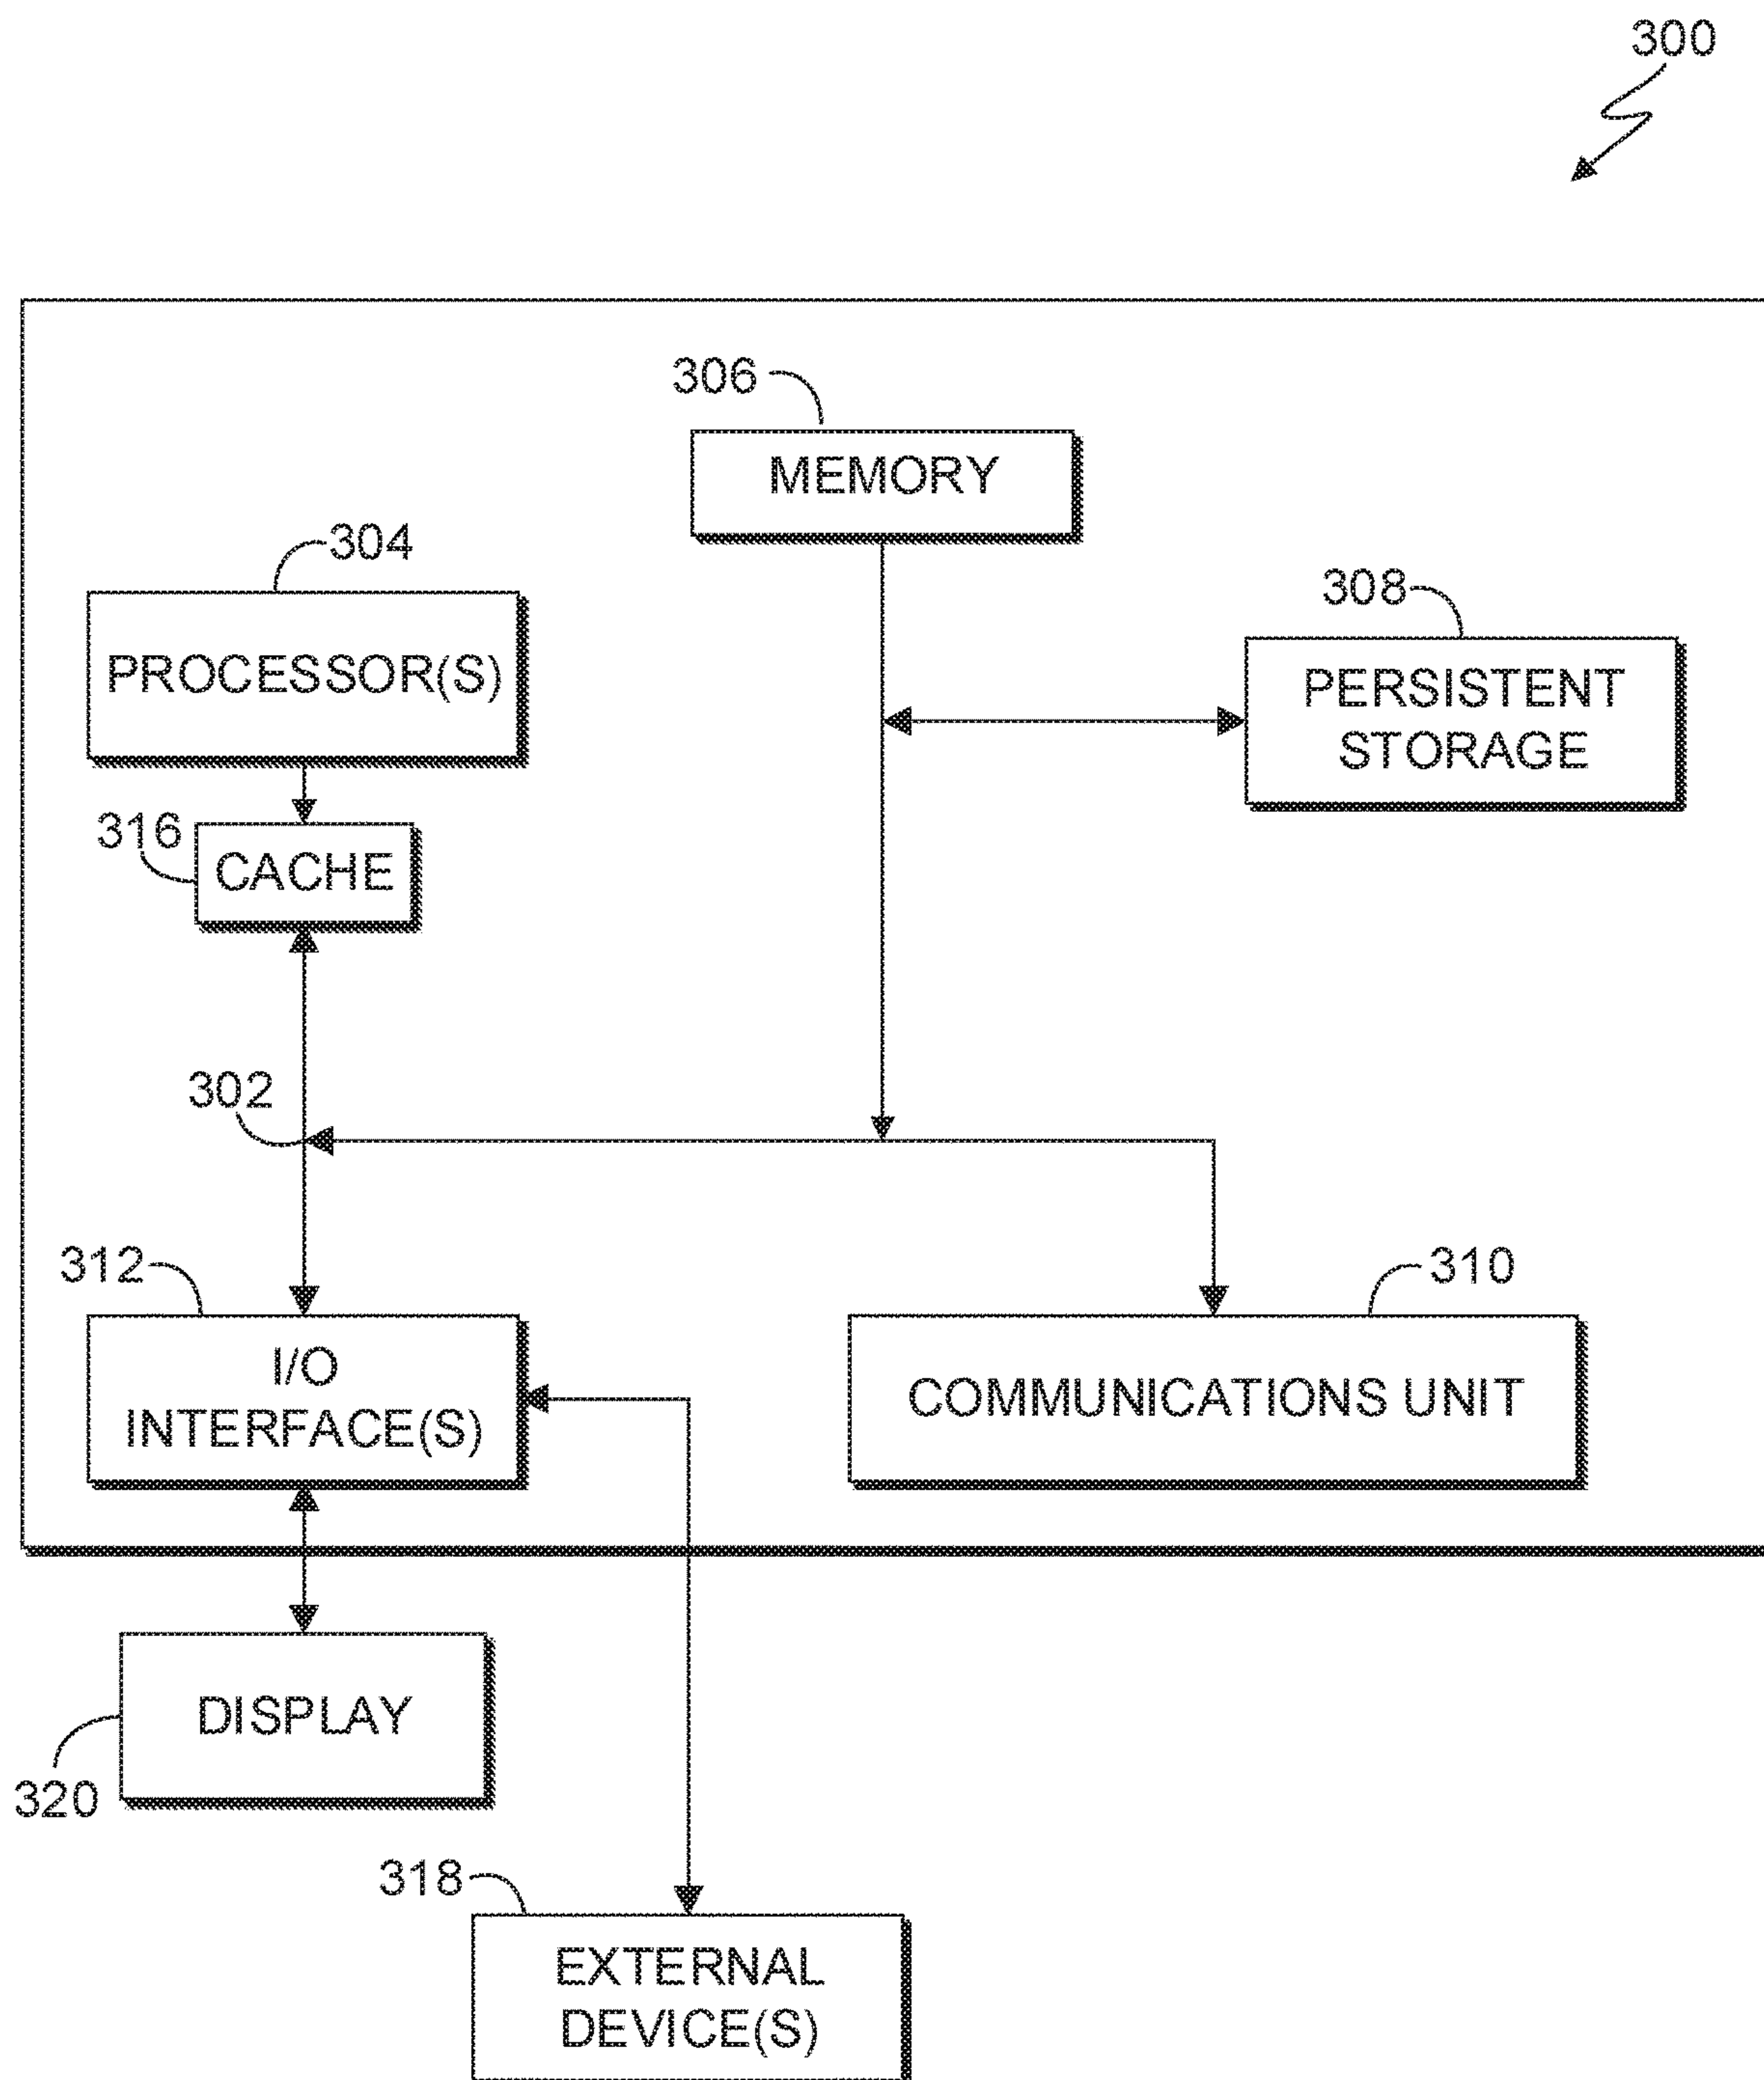 300
306
MEMORY
304
PROCESSOR(S)
308
PERSISTENT
STORAGE
316
CACHE
302
312
I/O
INTERFACE(S)
310
COMMUNICATIONS UNIT
DISPLAY
320
318
EXTERNAL
DEVICE(S)